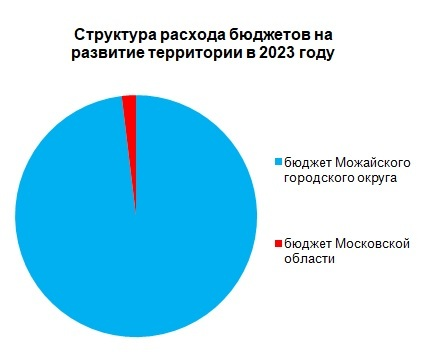 Структура расхода бюджетов на
развитие территории в 2023 году
бюджет Можайского
городского округа
бюджет Московской
области